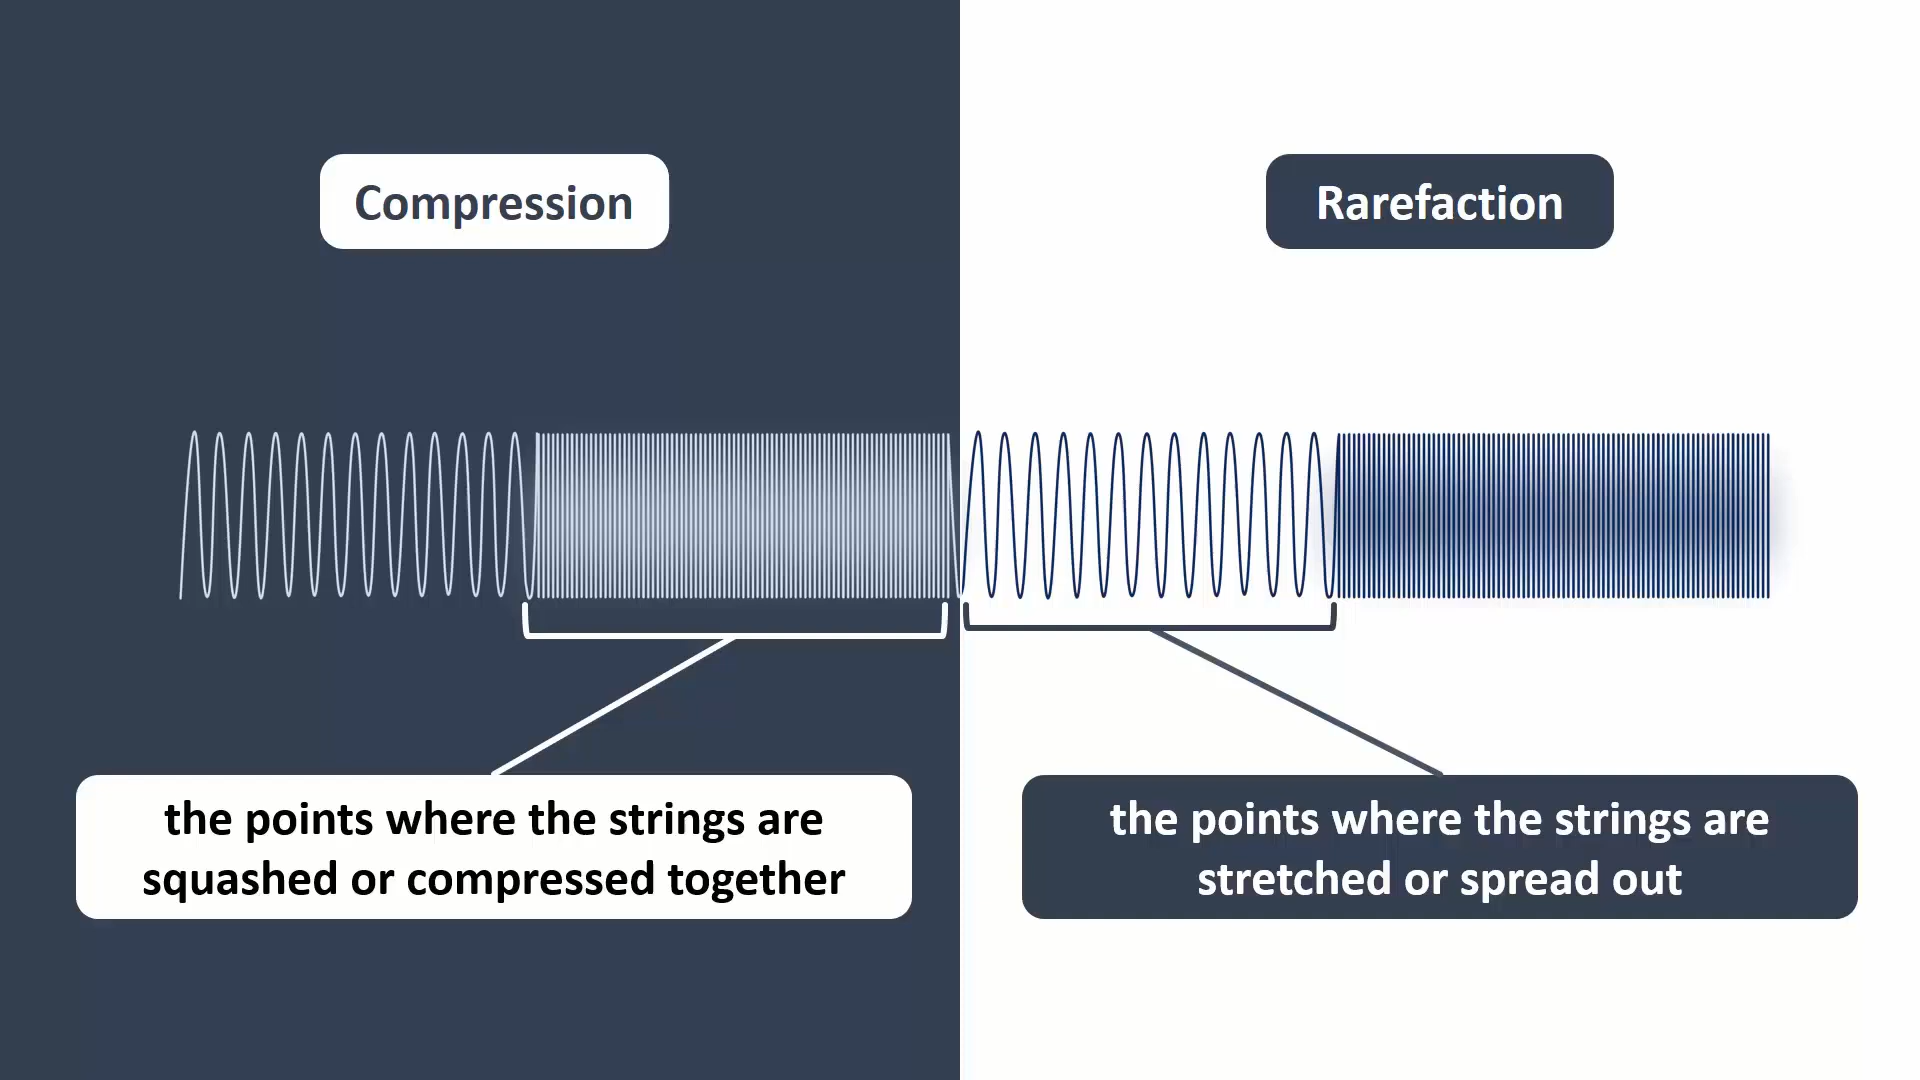 Compression
the points where the strings are
squashed or compressed together
Rarefaction
the points where the strings are
stretched or spread out